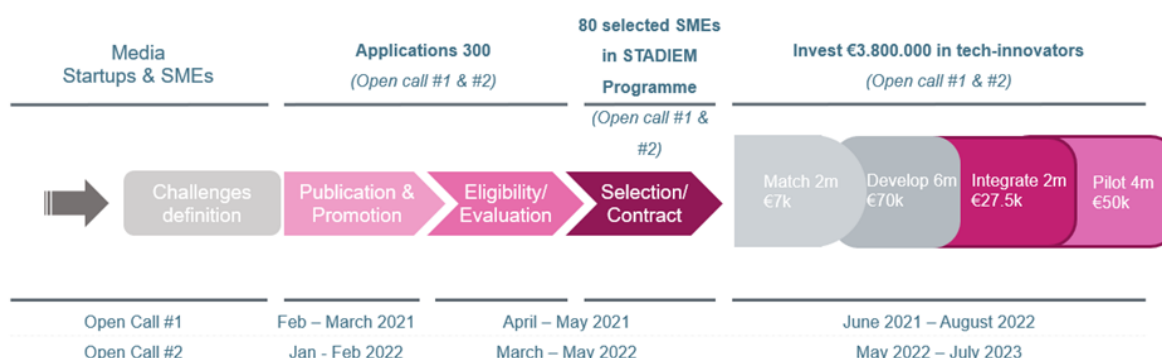 Media
Startups & SMEs
Applications 300
(Open call #1 & #2)
80 selected SMEs
in STADIEM
Programme
(Open call #1 &
#2)
Invest €3.800.000 in tech-innovators
(Open call #1 & #2)
Challenges
definition
Publication &
Promotion
Eligibility/
Evaluation
Selection/
Contract
Match 2m
€7k
Develop 6m
€70k
Integrate 2m
€27.5k
Pilot 4m
€50k
Open Call #1
Feb – March 2021
April – May 2021
June 2021 – August 2022
Open Call #2
Jan - Feb 2022
March – May 2022
May 2022 – July 2023